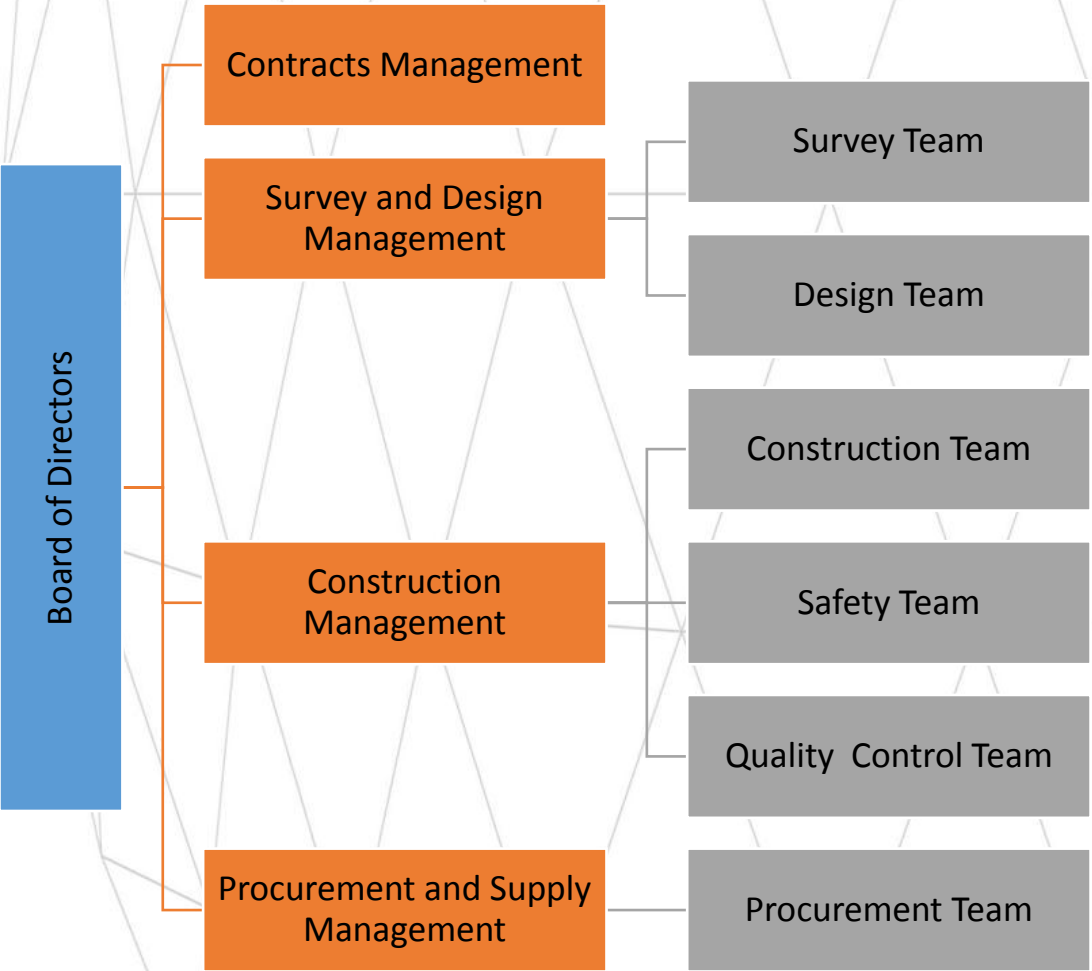 Board of Directors
Contracts Management
Survey and Design
Management
Survey Team
Design Team
Construction
Management
Construction Team
Safety Team
Quality  Control Team
Procurement and Supply
Management
Procurement Team